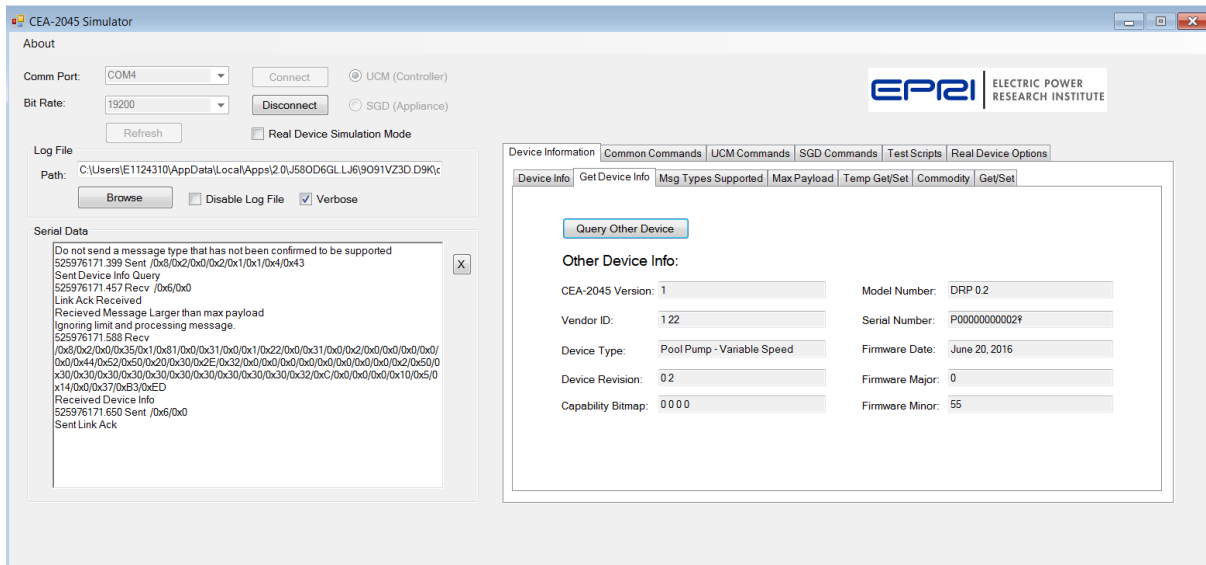 CEA-2045 Simulator
About
Comm Port: COM4 Connect UCM (Controller)
Bit Rate: 19200 Disconnect SGD (Appliance)
Refresh Real Device Simulation Mode
EPRI ELECTRIC POWER
RESEARCH INSTITUTE
Log File
Path: C:\Users\E1124310\AppData\Local\Apps\2.0\J58OD6GL.LJ6\9O91VZ3D.D9K\c
Browse Disable Log File Verbose
Serial Data
Do not send a message type that has not been confirmed to be supported
525976171.399 Sent /0x8/0x2/0x0/0x2/0x1/0x1/0x4/0x43
Sent Device Info Query
525976171.457 Recv /0x6/0x0
Link Ack Received
Recieved Message Larger than max payload
Ignoring limit and processing message.
525976171.588 Recv
/0x8/0x2/0x0/0x35/0x1/0x81/0x0/0x31/0x0/0x1/0x22/0x0/0x31/0x0/0x2/0x0/0x0/0x0/0x0/
0x0/0x44/0x52/0x50/0x20/0x30/0x2E/0x32/0x0/0x0/0x0/0x0/0x0/0x0/0x0/0x0/0x0/0x2/0x50/0
x30/0x30/0x30/0x30/0x30/0x30/0x30/0x30/0x30/0x30/0x32/0xC/0x0/0x0/0x0/0x10/0x5/0
x14/0x0/0x37/0xB3/0xED
Received Device Info
525976171.650 Sent /0x6/0x0
Sent Link Ack
X
Device Information Common Commands UCM Commands SGD Commands Test Scripts Real Device Options
Device Info Get Device Info Msg Types Supported Max Payload Temp Get/Set Commodity Get/Set
Query Other Device
Other Device Info:
CEA-2045 Version: 1 Model Number: DRP 0.2
Vendor ID: 1 22 Serial Number: P00000000002
Device Type: Pool Pump - Variable Speed Firmware Date: June 20, 2016
Device Revision: 0 2 Firmware Major: 0
Capability Bitmap: 0 0 0 0 Firmware Minor: 55